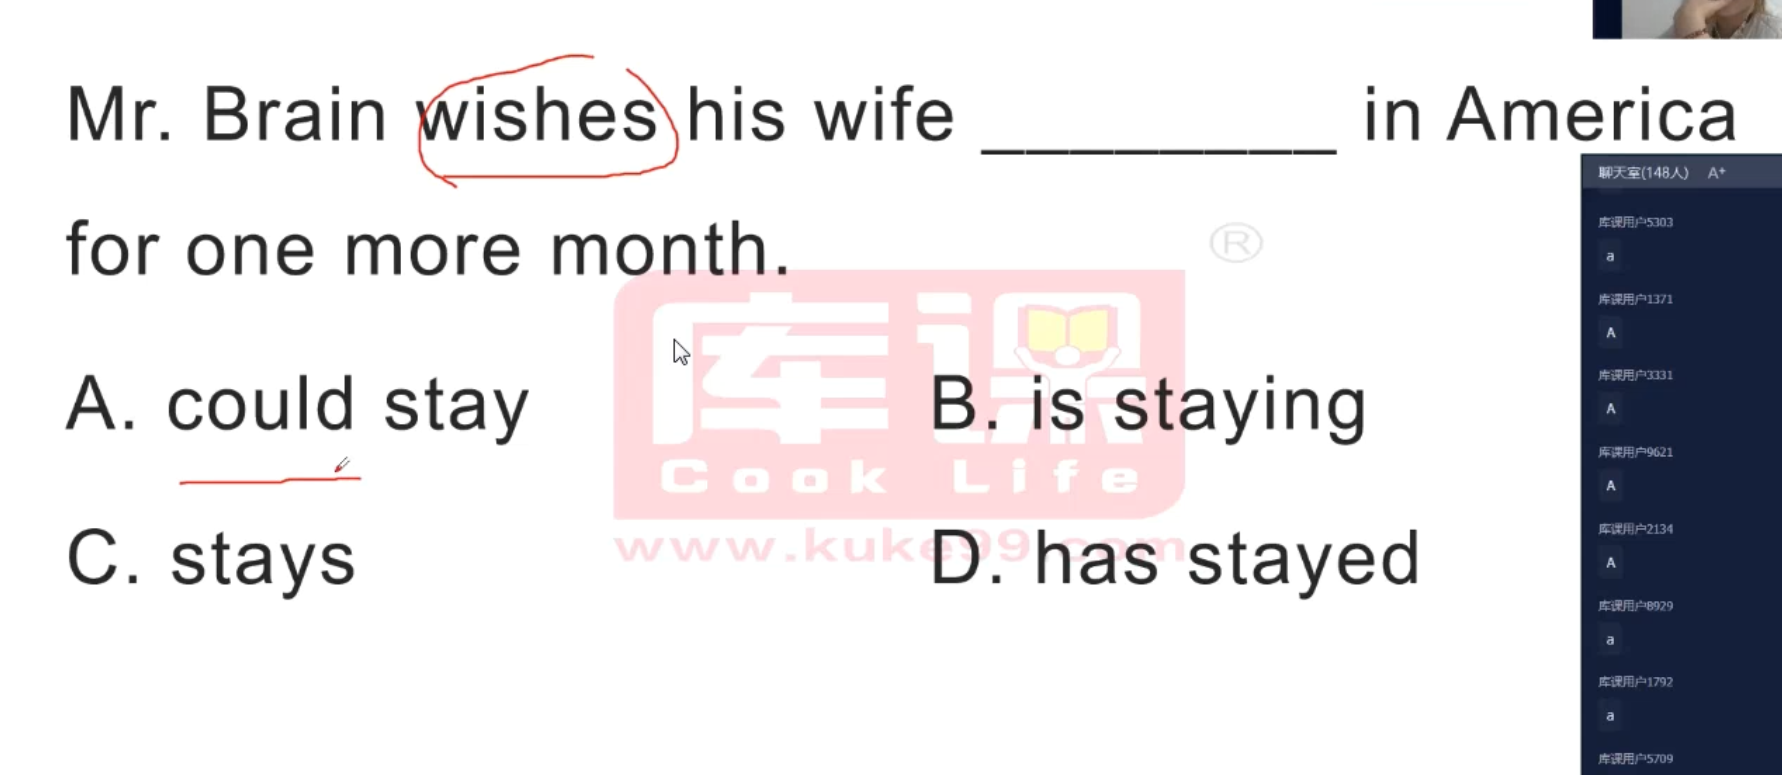 Mr. Brain wishes his wife ________ in America
for one more month.
A. could stay
B. is staying
C. stays
D. has stayed
®
库课
Cook Life
www.kuke99.com
聊天室(148人) A+
库课用户5303
a
库课用户1371
A
库课用户3331
A
库课用户9621
A
库课用户2134
A
库课用户8929
a
库课用户1792
a
库课用户5709